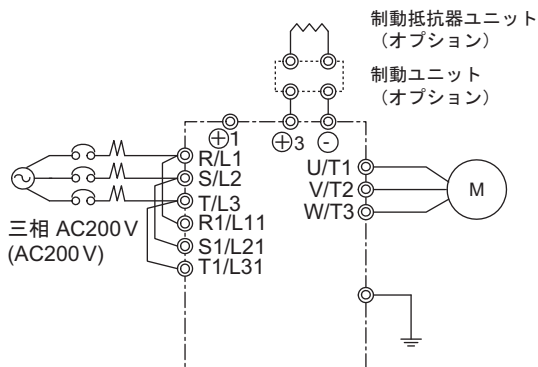 制動抵抗器ユニット
（オプション）
制動ユニット
（オプション）
⊕1
⊕3
⊖
R/L1
S/L2
T/L3
R1/L11
S1/L21
T1/L31
三相 AC200V
(AC200V)
U/T1
V/T2
W/T3
M